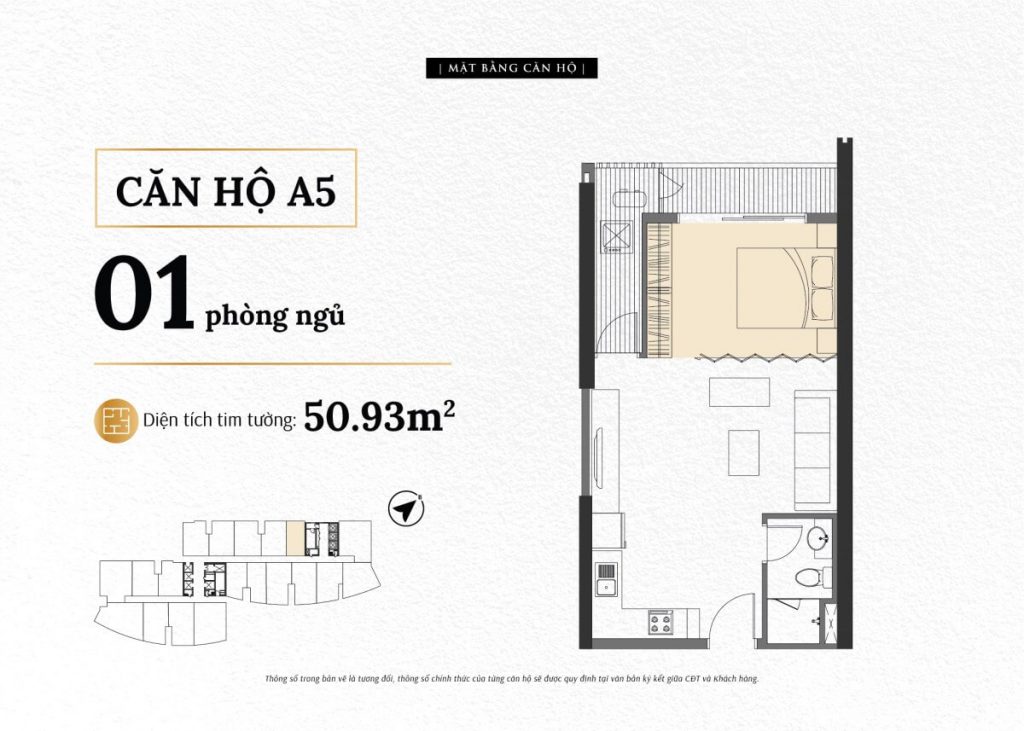 | MẶT BẰNG CĂN HỘ |
CĂN HỘ A5
01 phòng ngủ
Diện tích tim tường: 50.93m²
B
Thông số trong bản vẽ là tương đối, thông số chính thức của từng căn hộ sẽ được quy định tại văn bản ký kết giữa CĐT và Khách hàng.